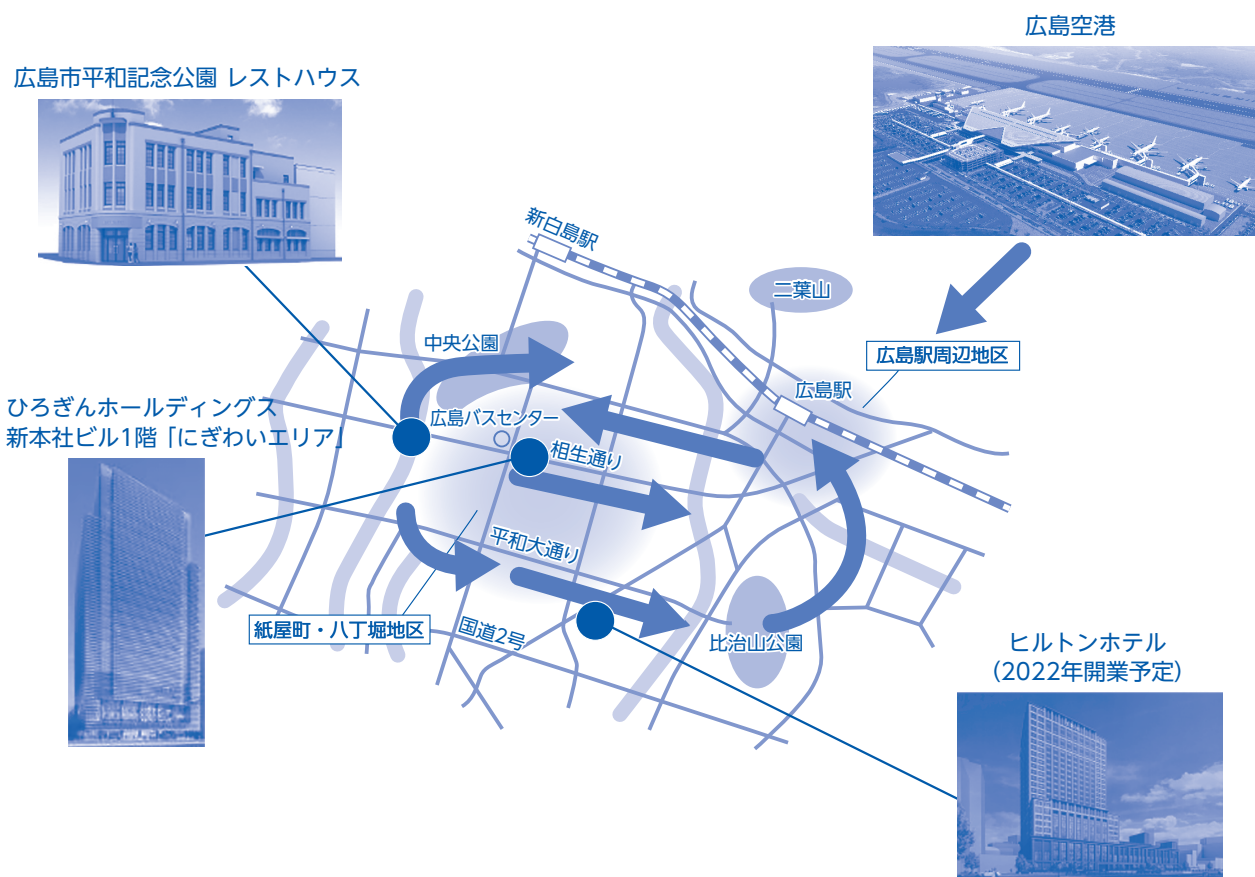 広島空港
広島市平和記念公園 レストハウス
新白島駅
二葉山
広島駅周辺地区
中央公園
広島駅
ひろぎんホールディングス
新本社ビル1階「にぎわいエリア」
広島バスセンター
相生通り
平和大通り
紙屋町・八丁堀地区
国道2号
比治山公園
ヒルトンホテル
(2022年開業予定)